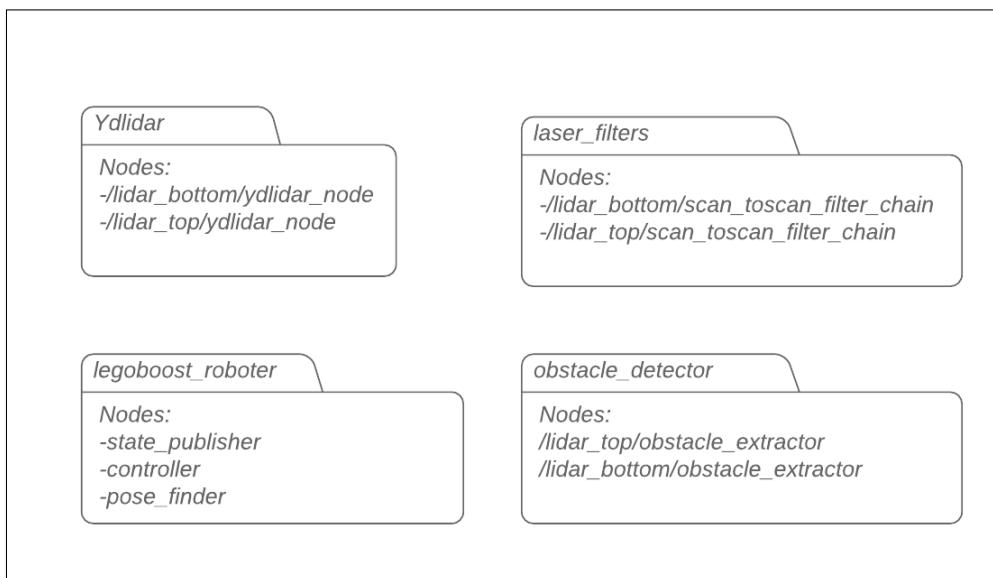 Ydlidar
Nodes:
-/lidar_bottom/ydlidar_node
-/lidar_top/ydlidar_node
laser_filters
Nodes:
-/lidar_bottom/scan_toscan_filter_chain
-/lidar_top/scan_toscan_filter_chain
legoboost_roboter
Nodes:
-state_publisher
-controller
-pose_finder
obstacle_detector
Nodes:
/lidar_top/obstacle_extractor
/lidar_bottom/obstacle_extractor